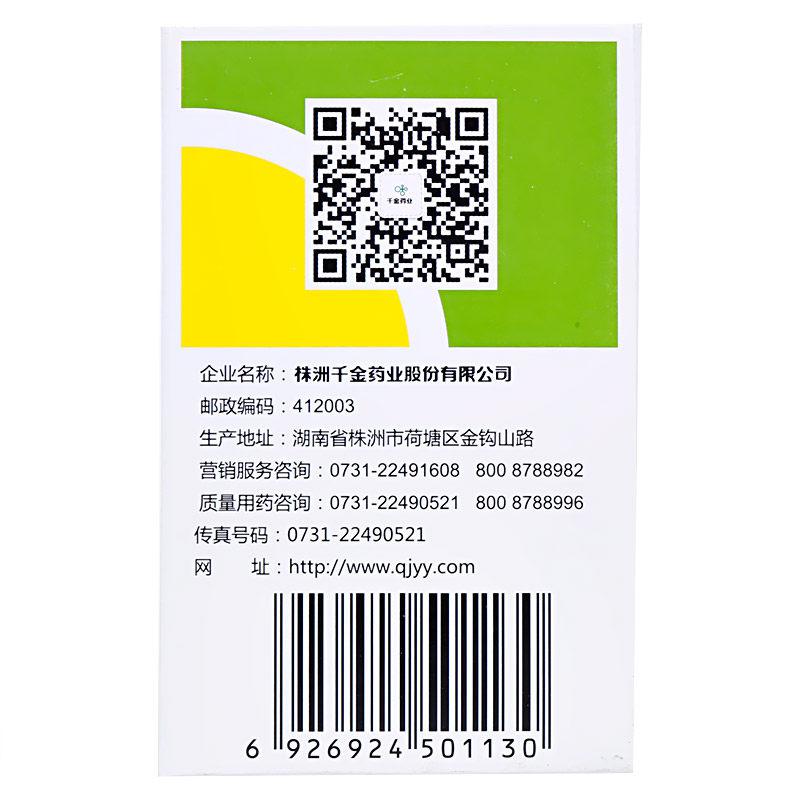 千金药业
企业名称：株洲千金药业股份有限公司
邮政编码：412003
生产地址：湖南省株洲市荷塘区金钩山路
营销服务咨询：0731-22491608 800 8788982
质量用药咨询：0731-22490521 800 8788996
传真号码：0731-22490521
网 址：http://www.qjyy.com
6 926924 501130